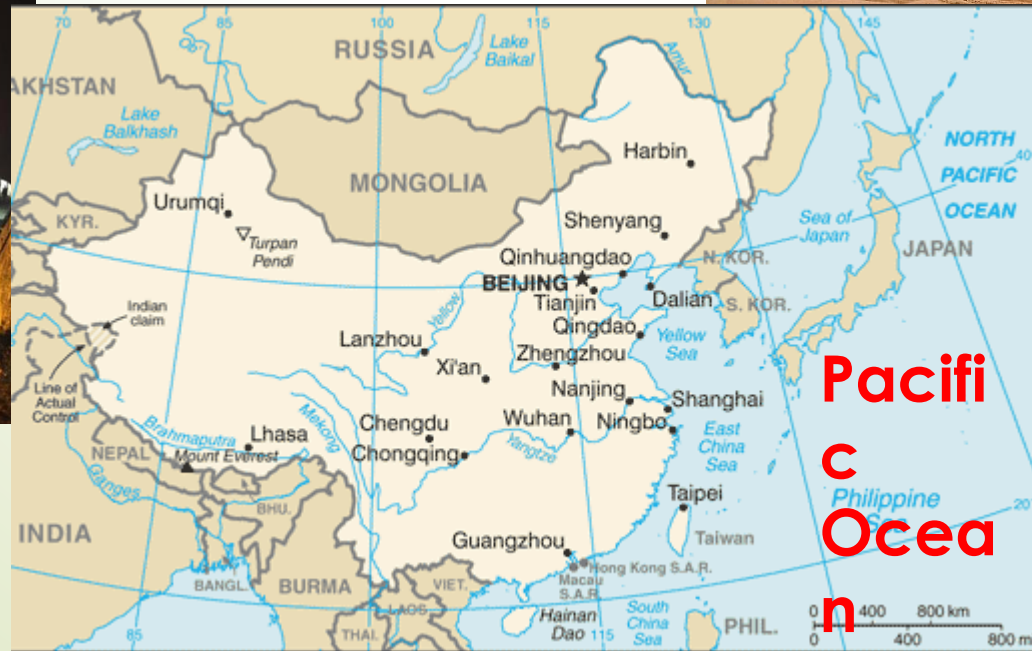 70
85
100
115
130
145
RUSSIA
Lake
Baikal
Ob
Amur
AKHSTAN
Lake
Balkhash
Harbin
NORTH
PACIFIC
OCEAN
40
MONGOLIA
Urumqi
KYR.
Turpan
Pendi
Shenyang
Sea of
Japan
JAPAN
Qinhuangdao
N. KOR.
BEIJING
Tianjin
Dalian
S. KOR.
Indian
claim
Yellow
Qingdao
Yellow
Sea
Lanzhou
Zhengzhou
Xi'an
Pacifi
c
Ocea
n
Line of
Actual
Control
Nanjing
Shanghai
Mekong
Chengdu
Wuhan
Ningbo
East
China
Sea
Brahmaputra
Lhasa
Chongqing
Yangtze
NEPAL
Mount Everest
Ganges
Taipei
Philippine
Sea
20
INDIA
BHU.
Guangzhou
Taiwan
Hong Kong S.A.R.
Macau
S.A.R.
BANGL.
BURMA
VIET.
LAOS
Hainan
Dao
South
China
Sea
THAI.
PHIL.
85
115
0 400 800 km
0 400 800 m